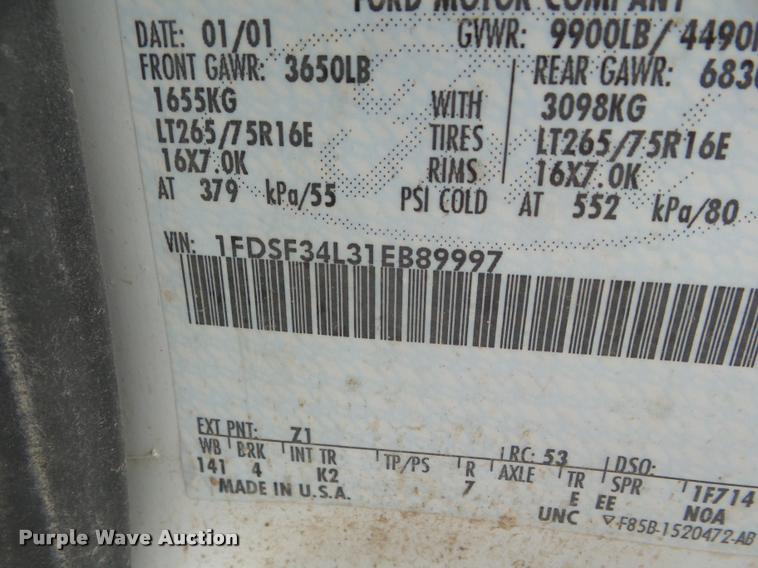 FORD MOTOR COMPANY
DATE: 01/01 GVWR: 9900LB/ 4490
FRONT GAWR: 3650LB REAR GAWR: 683
1655KG WITH 3098KG
LT265/75R16E TIRES LT265/75R16E
16X7.0K RIMS 16X7.0K
AT 379 kPa/55 PSI COLD AT 552 kPa/80
VIN: 1FDSF34L31EB89997
EXT PNT: Z1 RC: 53 DSO:
WB BRK INT TR TP/PS R AXLE TR SPR 1F714
141 4 K2 7 E EE NOA
MADE IN U.S.A. UNC F85B-1520472-AB
Purple Wave Auction